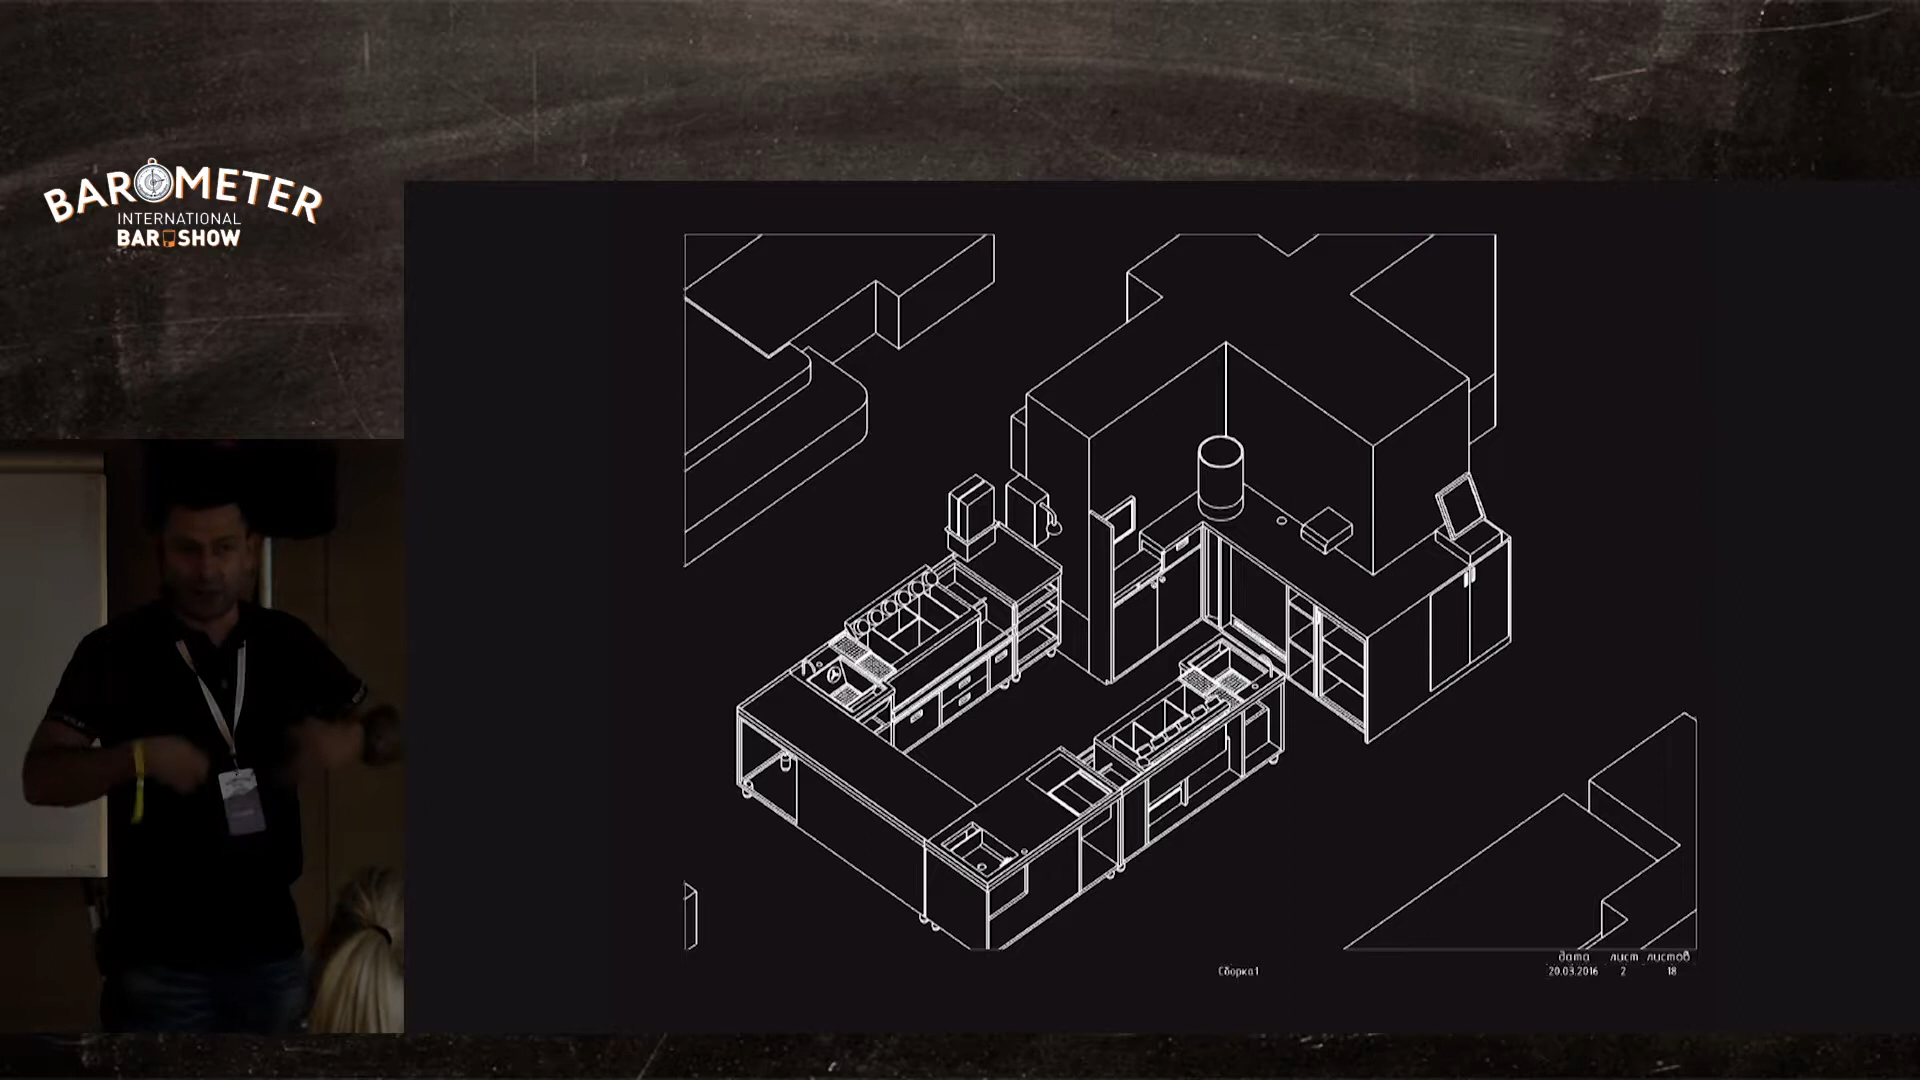 BAROMETER
INTERNATIONAL
BAR SHOW
Сборка1
дата лист листов
20.03.2016 2 18